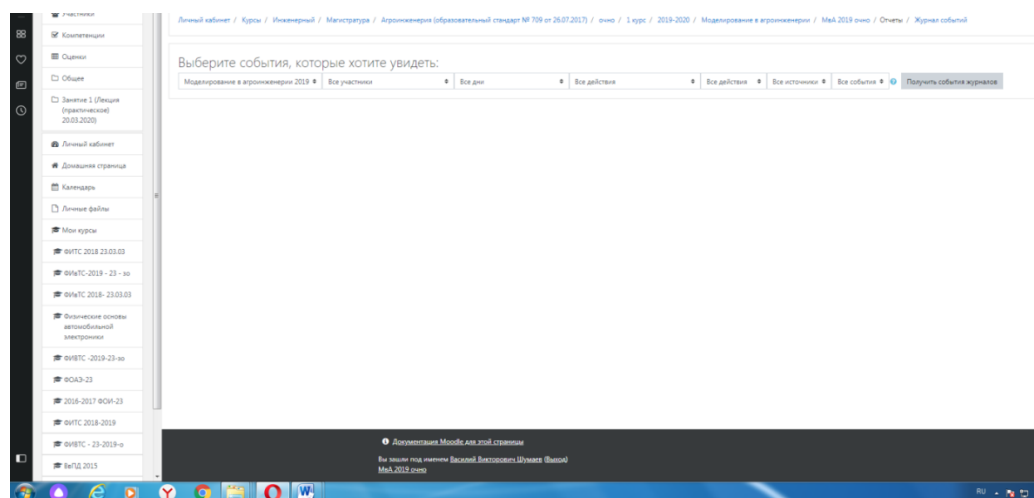 Участники
Компетенции
Оценки
Общее
Занятие 1 (Лекция
(практическое)
20.03.2020)
Личный кабинет
Домашняя страница
Календарь
Личные файлы
Мои курсы
ФИТС 2018 23.03.03
ФИвТС-2019 - 23 - зо
ФИвТС 2018- 23.03.03
Физические основы
автомобильной
электроники
ФИВТС -2019-23-зо
ФОАЭ-23
2016-2017 ФОИ-23
ФИТС 2018-2019
ФИВТС - 23-2019-о
ВвПД 2015
Личный кабинет / Курсы / Инженерный / Магистратура / Агроинженерия (образовательный стандарт № 709 от 26.07.2017) / очно / 1 курс / 2019-2020 / Моделирование в агроинженерии / МвА 2019 очно / Отчеты / Журнал событий
Выберите события, которые хотите увидеть:
Моделирование в агроинженерии 2019 Все участники Все дни Все действия Все действия Все источники Все события Получить события журналов
Документация Moodle для этой страницы
Вы зашли под именем Василий Викторович Шумаев (Выход)
МвА 2019 очно
RU